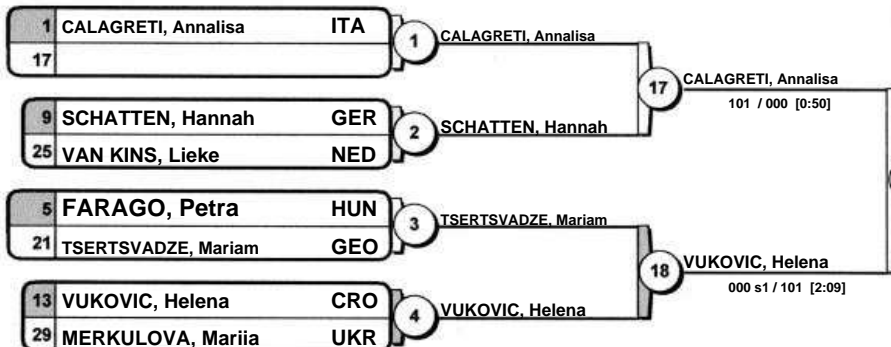 1 CALAGRETI, Annalisa ITA
17
1
CALAGRETI, Annalisa
9 SCHATTEN, Hannah GER
25 VAN KINS, Lieke NED
2
SCHATTEN, Hannah
17
CALAGRETI, Annalisa
101 / 000 [0:50]
5 FARAGO, Petra HUN
21 TSERTSVADZE, Mariam GEO
3
TSERTSVADZE, Mariam
13 VUKOVIC, Helena CRO
29 MERKULOVA, Mariia UKR
4
VUKOVIC, Helena
18
VUKOVIC, Helena
000 s1 / 101 [2:09]